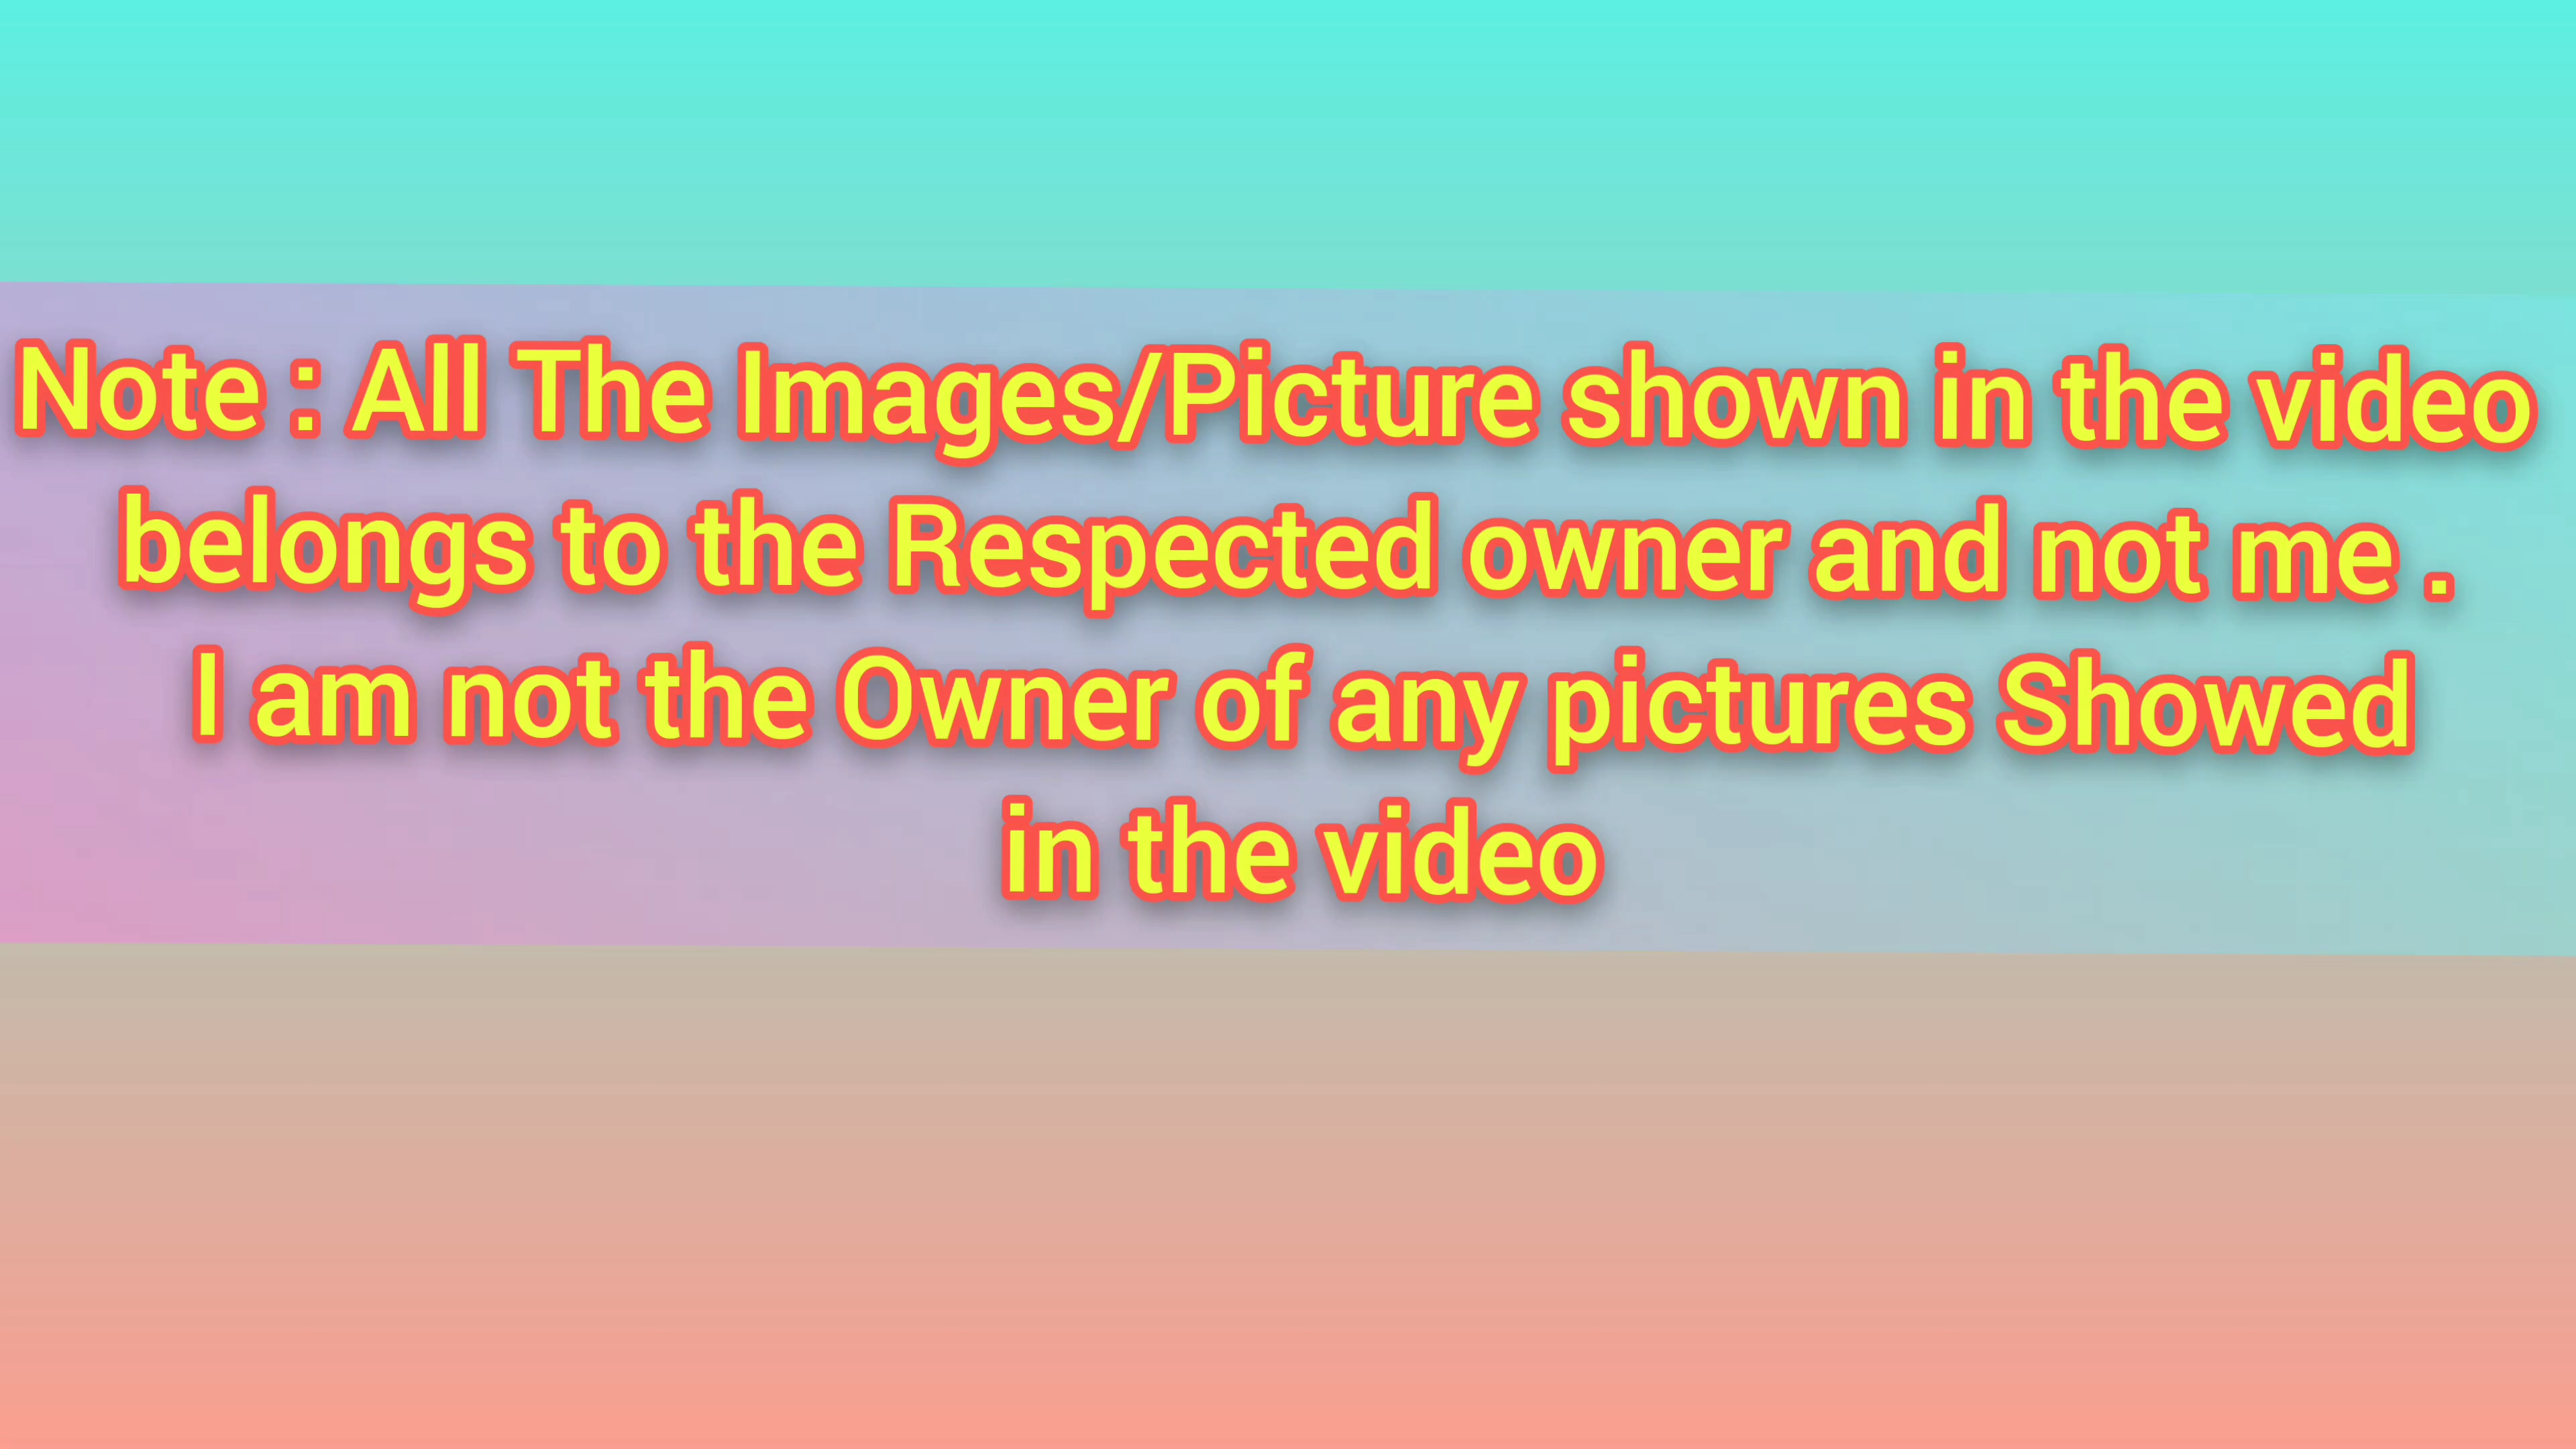 Note : All The Images/Picture shown in the video
belongs to the Respected owner and not me .
I am not the Owner of any pictures Showed
in the video